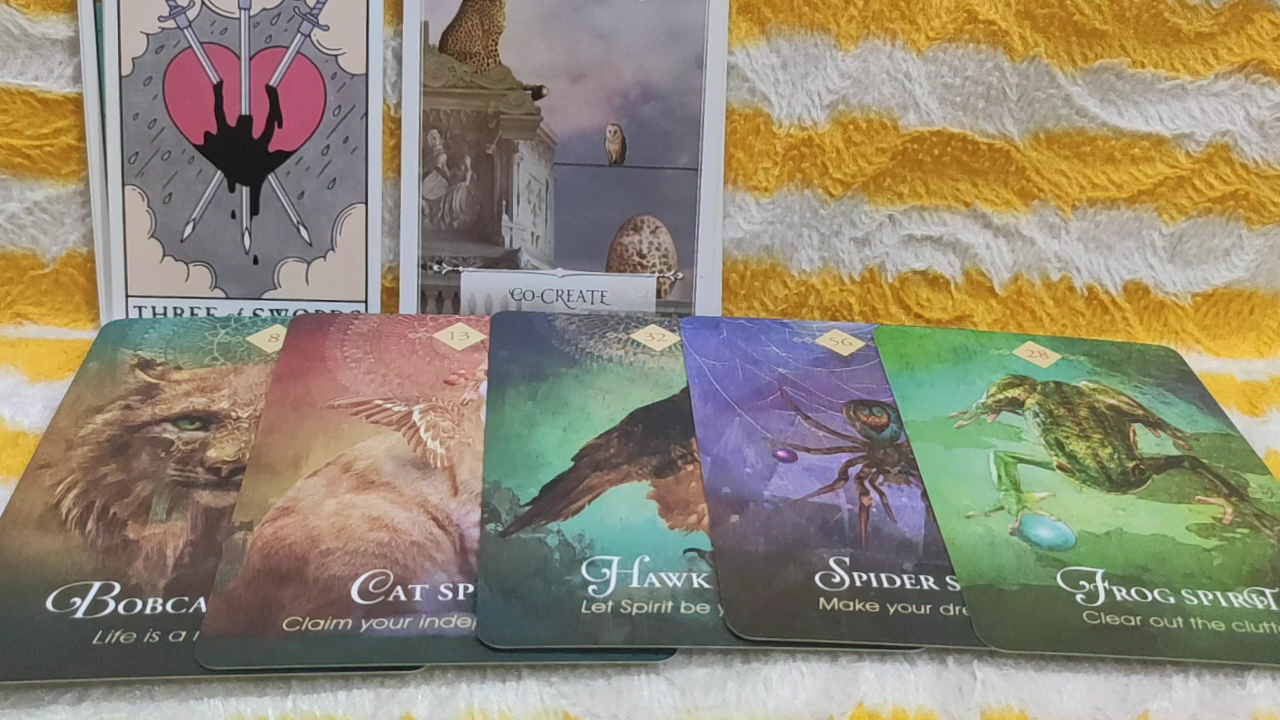 THREE of SWORDS
CO-CREATE
8
13
32
56
28
BOBCA
Life is a
CAT SP
Claim your inde
HAWK
Let Spirit be
SPIDER S
Make your dre
FROG SPIRIT
Clear out the clutte